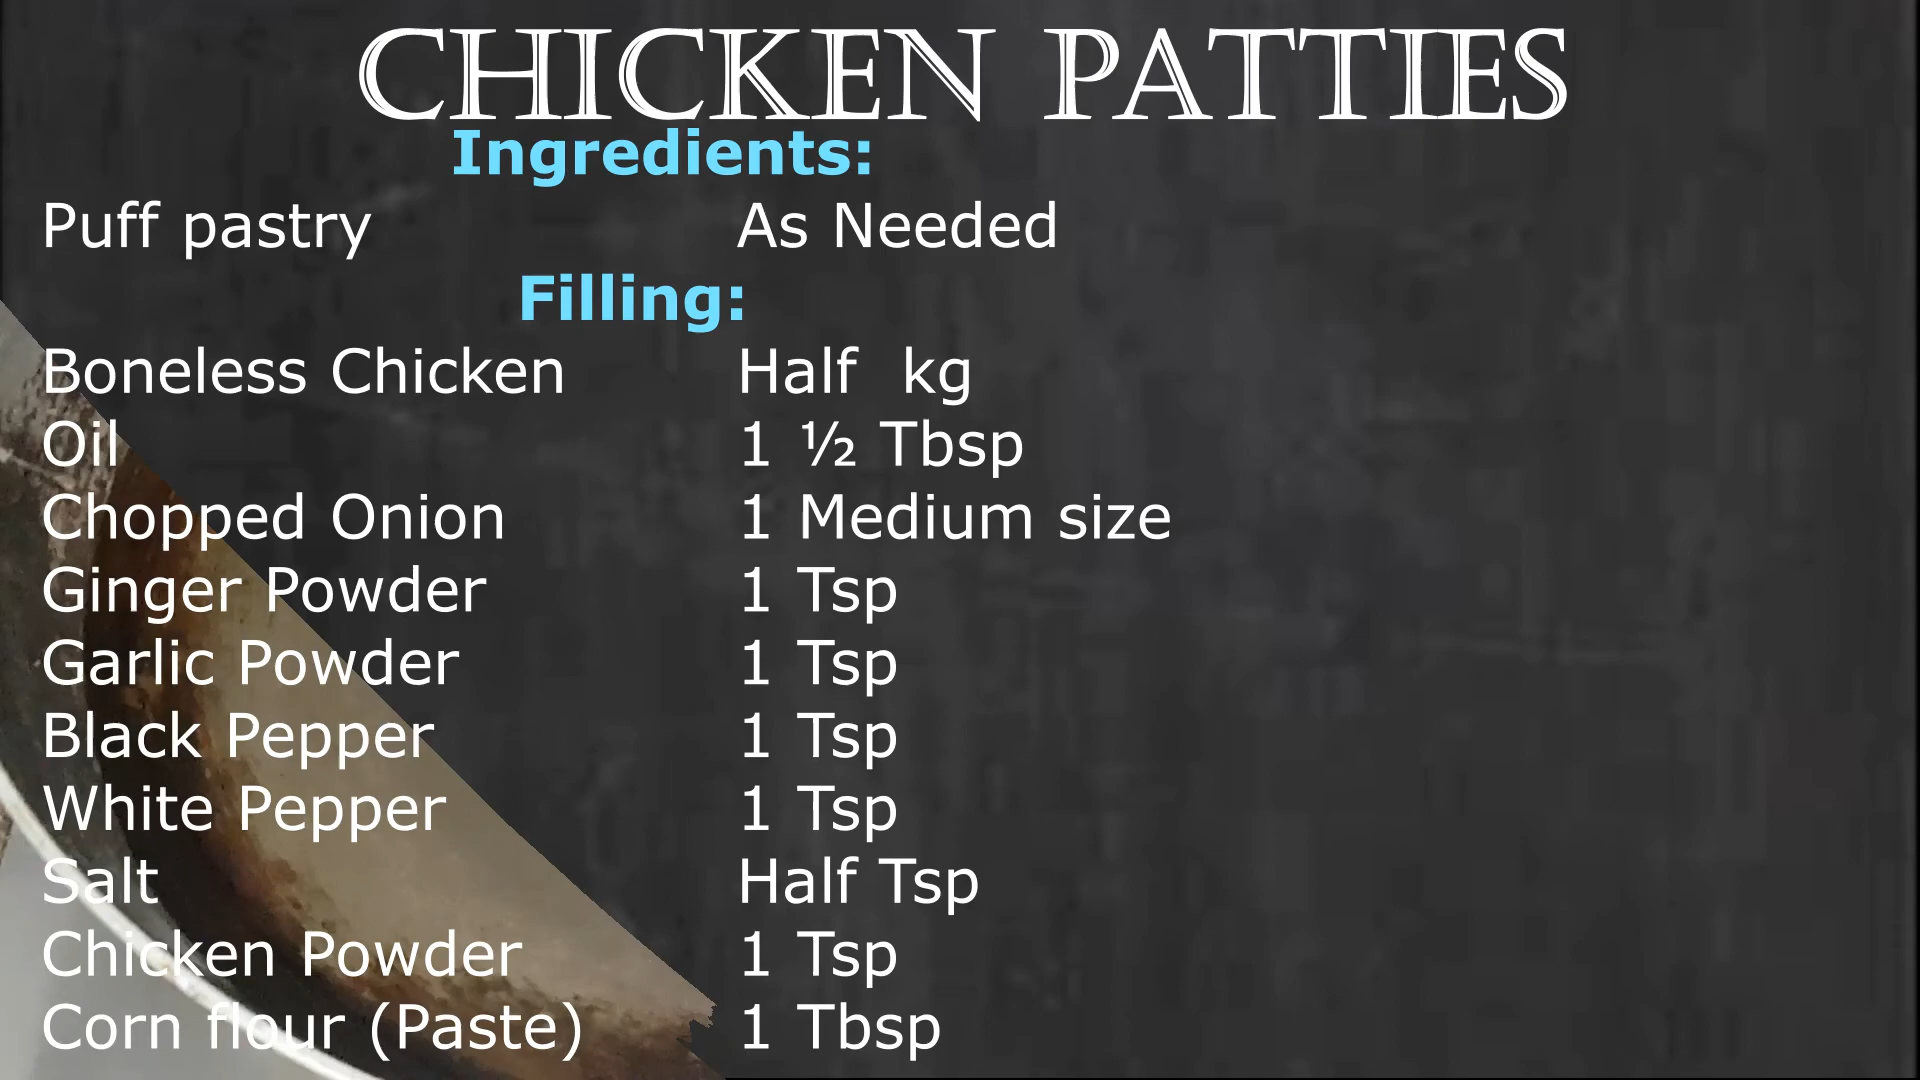 CHICKEN PATTIES
Ingredients:
Puff pastry As Needed
Filling:
Boneless Chicken Half kg
Oil 1 ½ Tbsp
Chopped Onion 1 Medium size
Ginger Powder 1 Tsp
Garlic Powder 1 Tsp
Black Pepper 1 Tsp
White Pepper 1 Tsp
Salt Half Tsp
Chicken Powder 1 Tsp
Corn flour (Paste) 1 Tbsp